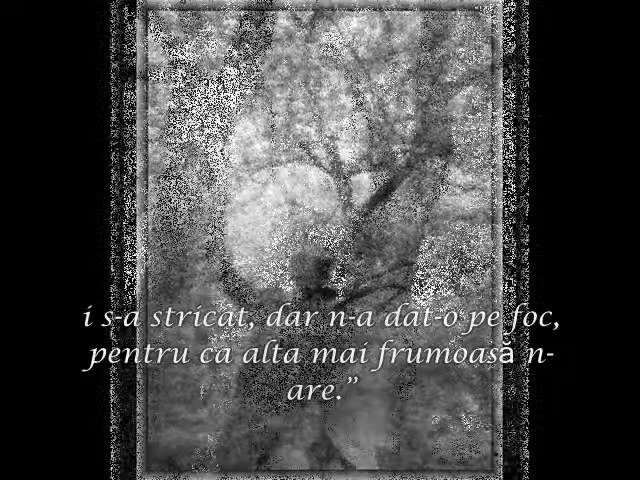 i s-a stricat, dar n-a dat-o pe foc,
pentru ca alta mai frumoasă n-
are.”